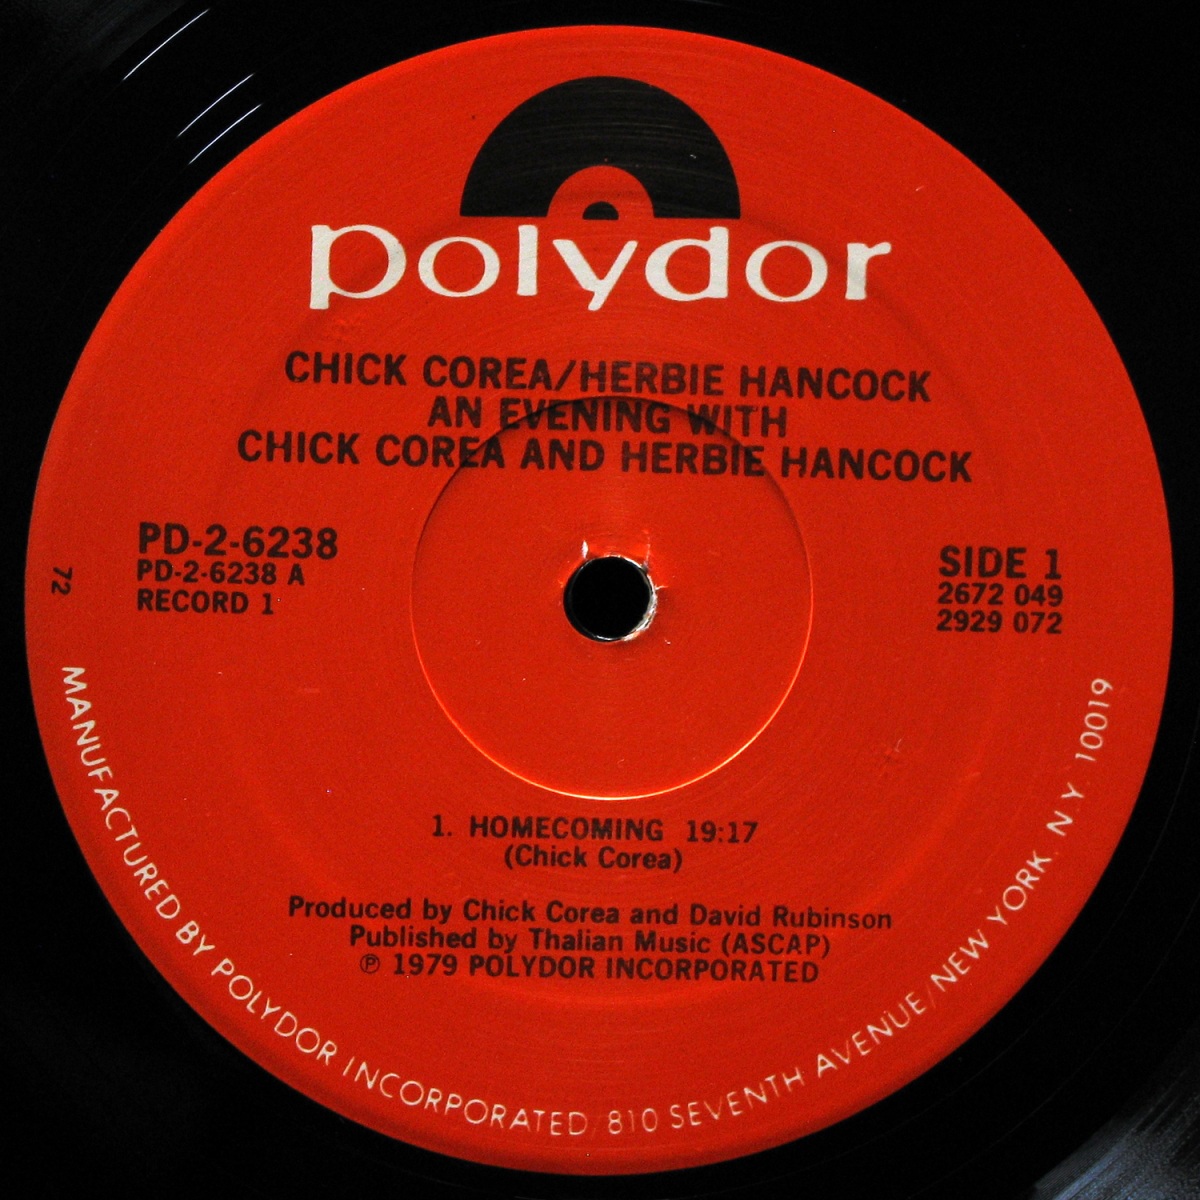 polydor
CHICK COREA/HERBIE HANCOCK
AN EVENING WITH
CHICK COREA AND HERBIE HANCOCK
PD-2-6238
PD-2-6238 A
RECORD 1
SIDE 1
2672 049
2929 072
72
1. HOMECOMING 19:17
(Chick Corea)
Produced by Chick Corea and David Rubinson
Published by Thalian Music (ASCAP)
℗ 1979 POLYDOR INCORPORATED
MANUFACTURED BY POLYDOR INCORPORATED/810 SEVENTH AVENUE/NEW YORK, N.Y. 10019